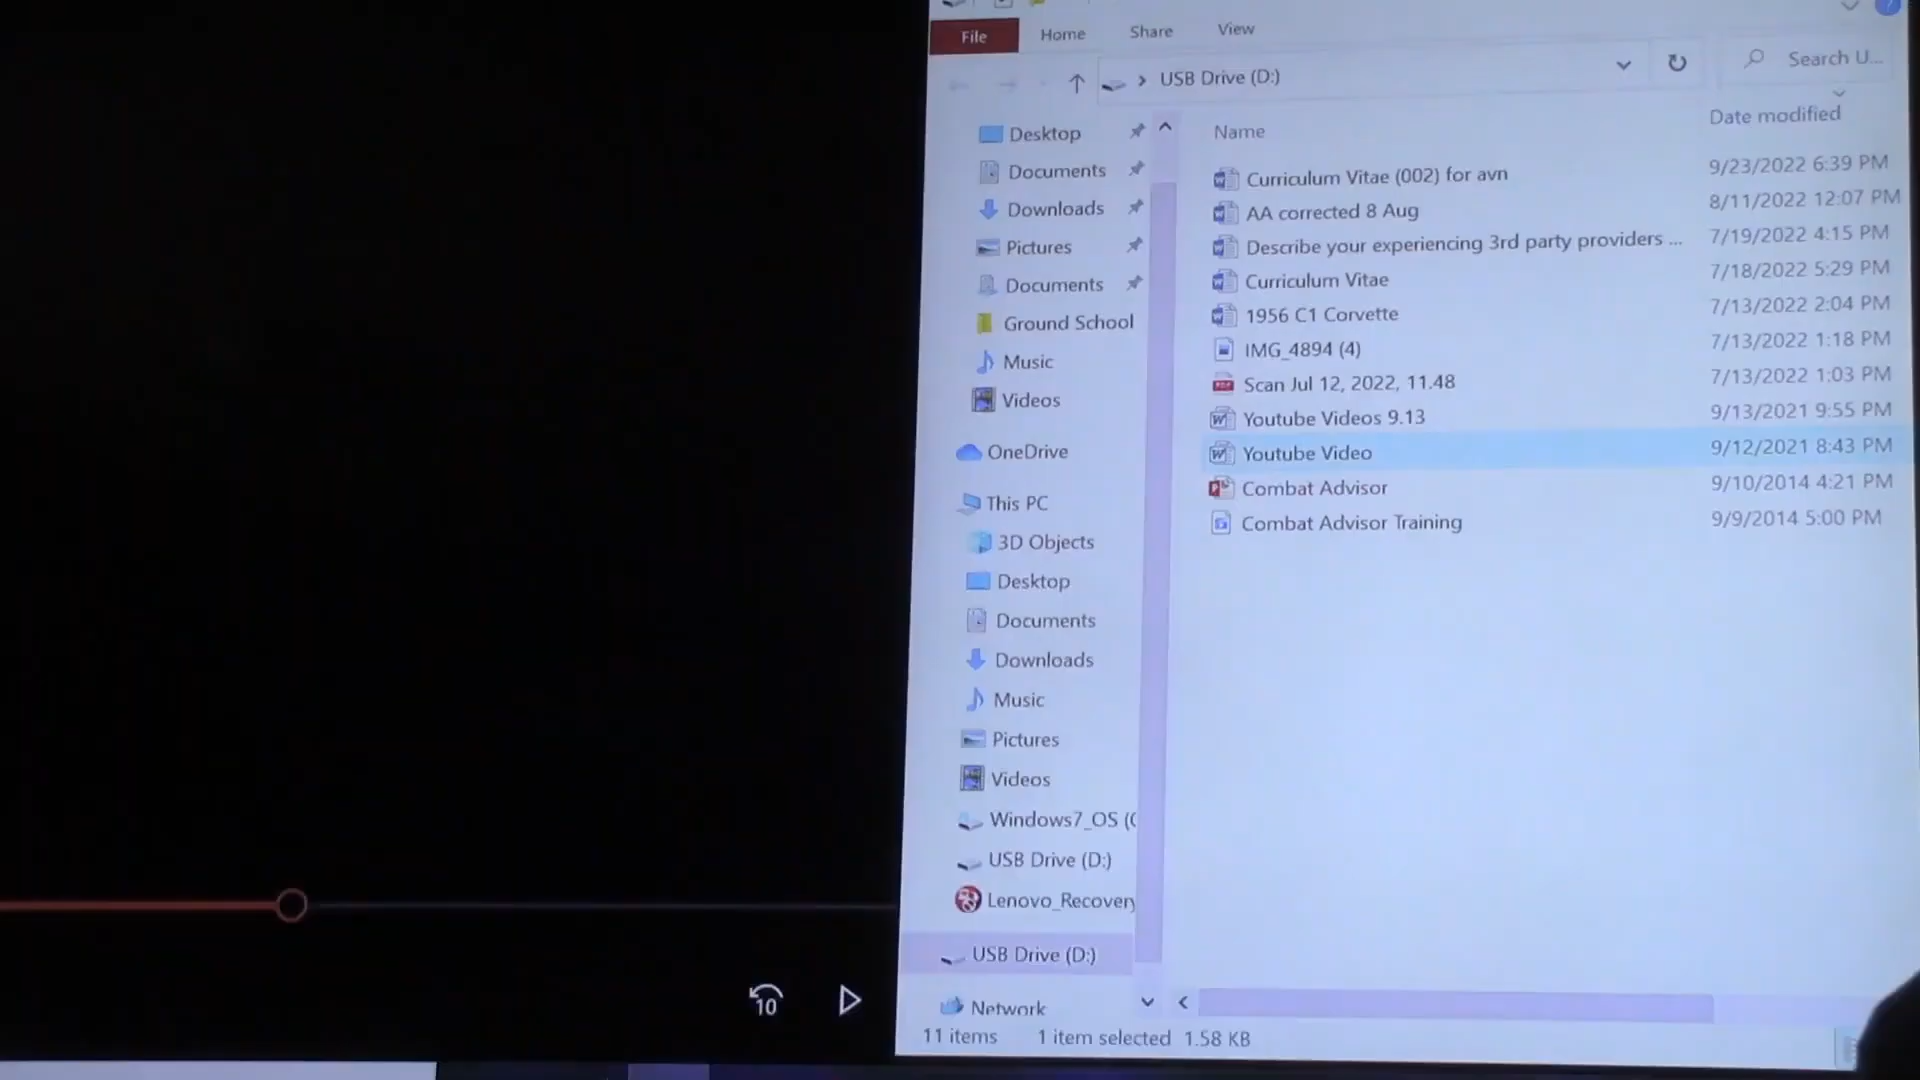 File Home Share View
USB Drive (D:)
Search U...
Name Date modified
Desktop
Documents
Downloads
Pictures
Documents
Ground School
Music
Videos
OneDrive
This PC
3D Objects
Desktop
Documents
Downloads
Music
Pictures
Videos
Windows7_OS (C
USB Drive (D:)
Lenovo_Recovery
USB Drive (D:)
Network
Curriculum Vitae (002) for avn 9/23/2022 6:39 PM
AA corrected 8 Aug 8/11/2022 12:07 PM
Describe your experiencing 3rd party providers ... 7/19/2022 4:15 PM
Curriculum Vitae 7/18/2022 5:29 PM
1956 C1 Corvette 7/13/2022 2:04 PM
IMG_4894 (4) 7/13/2022 1:18 PM
Scan Jul 12, 2022, 11.48 7/13/2022 1:03 PM
Youtube Videos 9.13 9/13/2021 9:55 PM
Youtube Video 9/12/2021 8:43 PM
Combat Advisor 9/10/2014 4:21 PM
Combat Advisor Training 9/9/2014 5:00 PM
10
11 items 1 item selected 1.58 KB